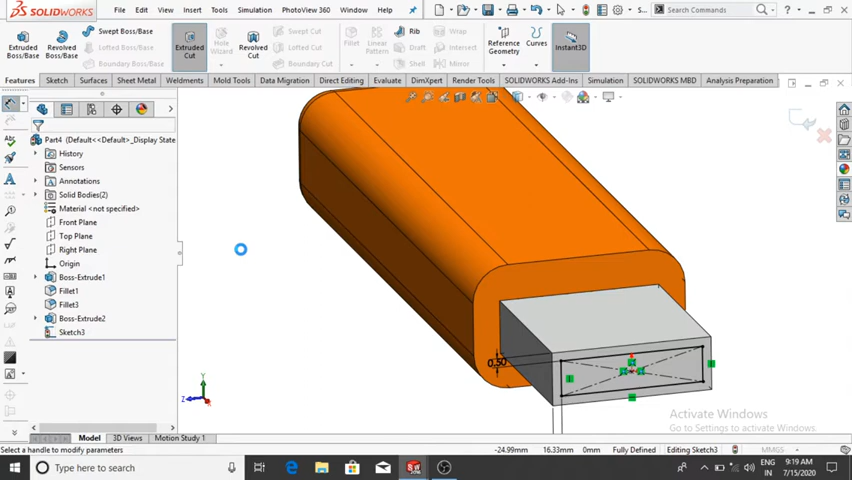 SOLIDWORKS File Edit View Insert Tools Simulation PhotoView 360 Window S... Search Commands
Extruded Boss/Base
Revolved Boss/Base
Swept Boss/Base
Lofted Boss/Base
Boundary Boss/Base
Extruded Cut
Hole Wizard
Revolved Cut
Swept Cut
Lofted Cut
Boundary Cut
Fillet
Linear Pattern
Rib
Draft
Shell
Wrap
Intersect
Mirror
Reference Geometry
Curves
Instant3D
Features Sketch Surfaces Sheet Metal Weldments Mold Tools Data Migration Direct Editing Evaluate DimXpert Render Tools SOLIDWORKS Add-Ins Simulation SOLIDWORKS MBD Analysis Preparation
Part4 (Default<<Default>_Display State
History
Sensors
Annotations
Solid Bodies(2)
Material <not specified>
Front Plane
Top Plane
Right Plane
Origin
Boss-Extrude1
Fillet1
Fillet3
Boss-Extrude2
Sketch3
0.50
Y
Z
Activate Windows
Go to Settings to activate Windows.
Model 3D Views Motion Study 1
Select a handle to modify parameters -24.99mm 16.33mm 0mm Fully Defined Editing Sketch3 MMGS
Type here to search
ENG 9:19 AM
IN 7/15/2020